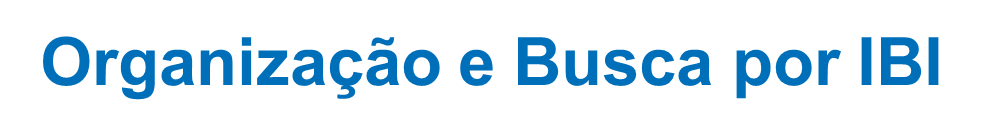 Organização e Busca por IBI